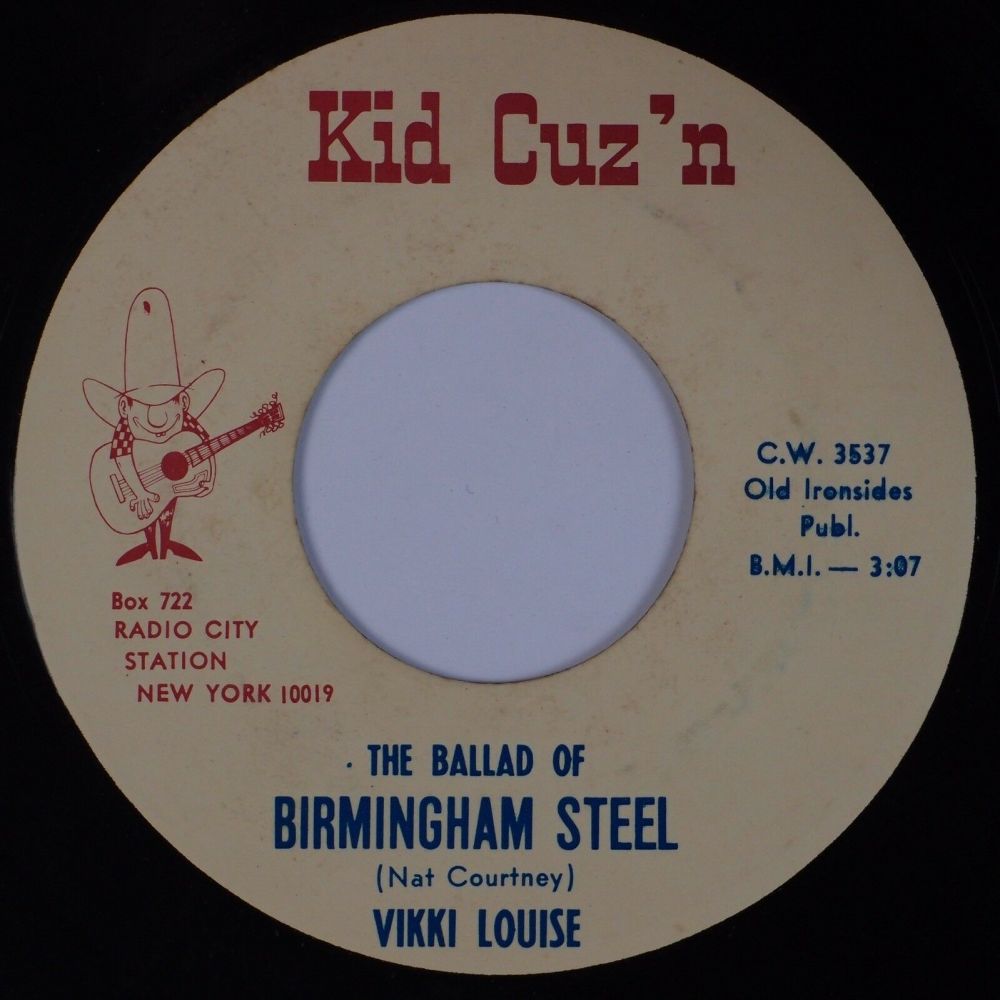 Kid Cuz'n
C.W. 3537
Old Ironsides
Publ.
B.M.I. — 3:07
Box 722
RADIO CITY
STATION
NEW YORK 10019
THE BALLAD OF
BIRMINGHAM STEEL
(Nat Courtney)
VIKKI LOUISE